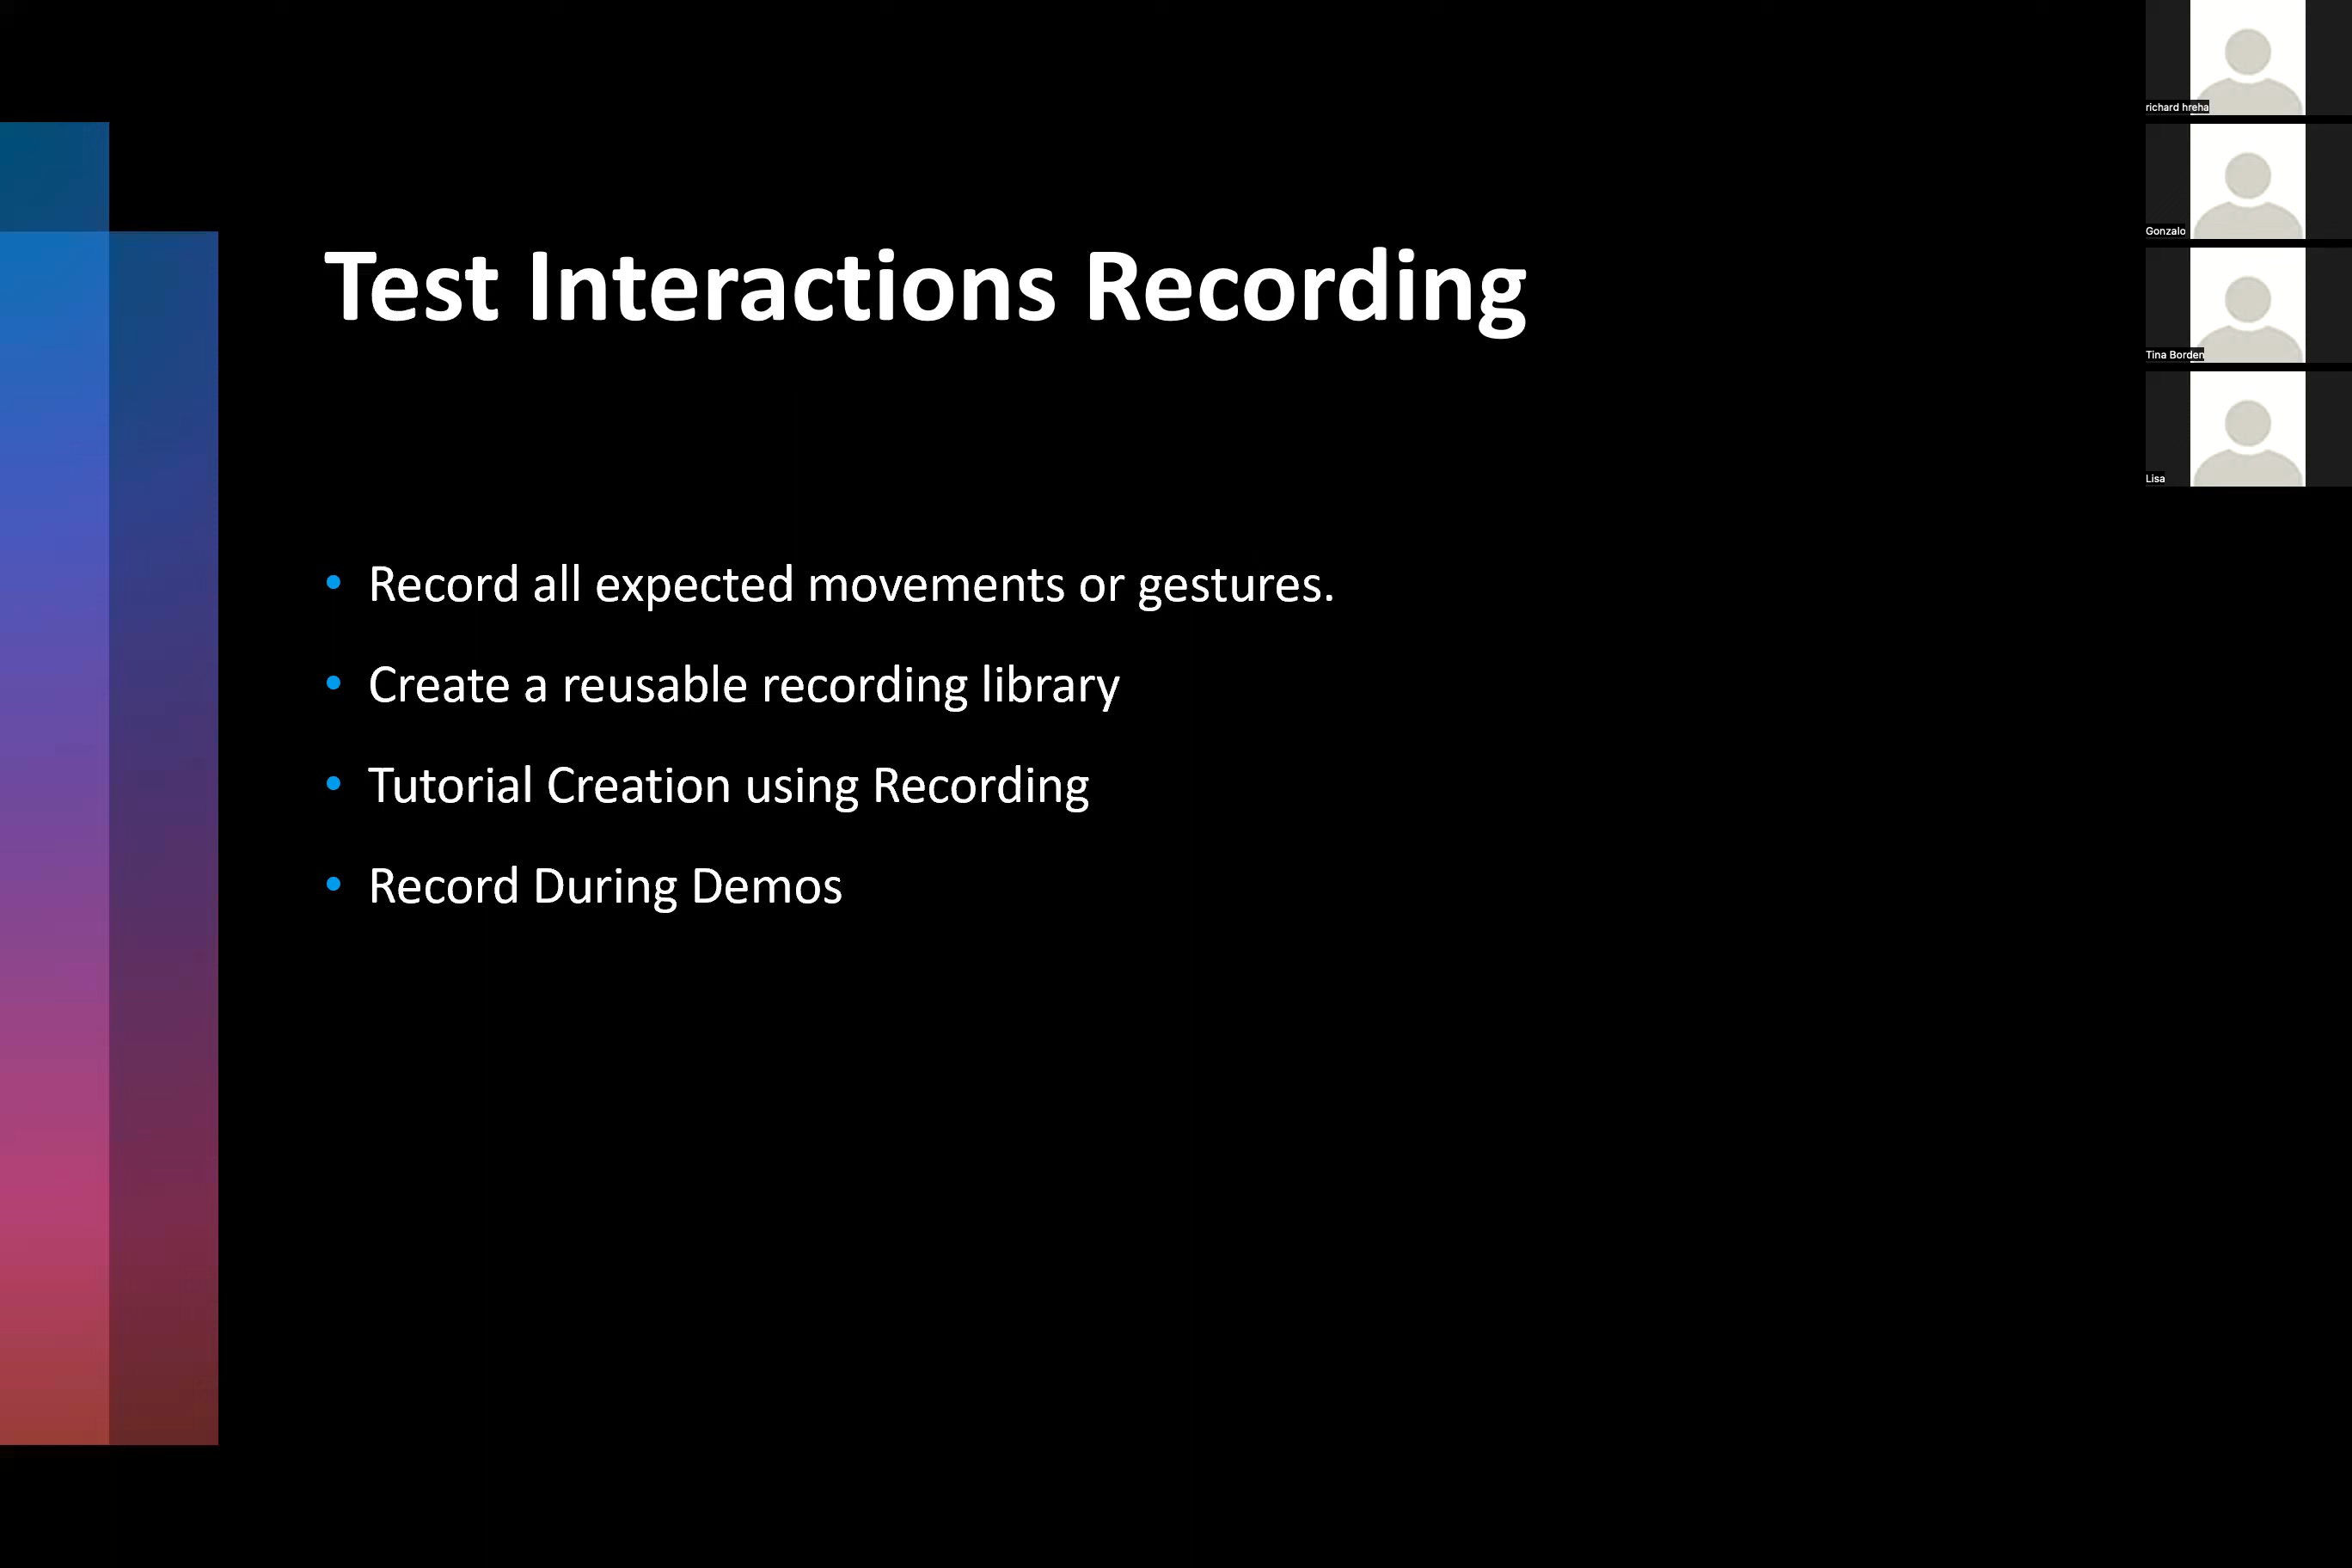 Test Interactions Recording
• Record all expected movements or gestures.
• Create a reusable recording library
• Tutorial Creation using Recording
• Record During Demos
richard hreha
Gonzalo
Tina Borden
Lisa